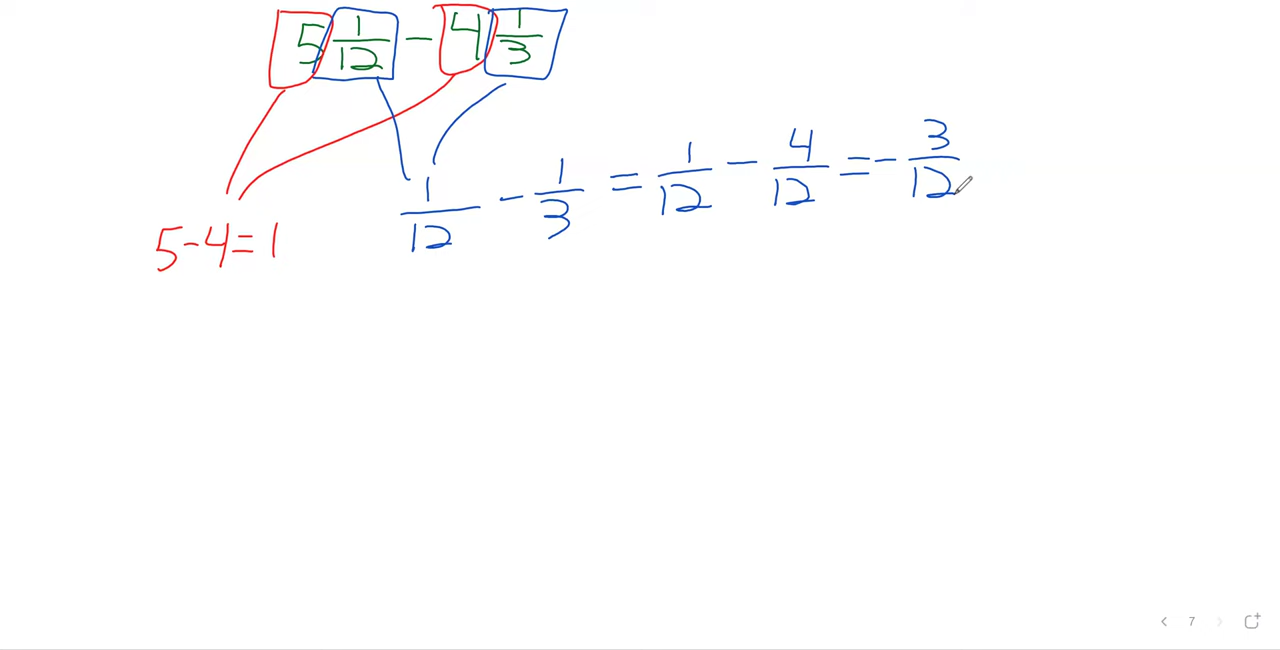 5 1/12 - 4 1/3
1/12 - 1/3 = 1/12 - 4/12 = - 3/12
5-4=1
7